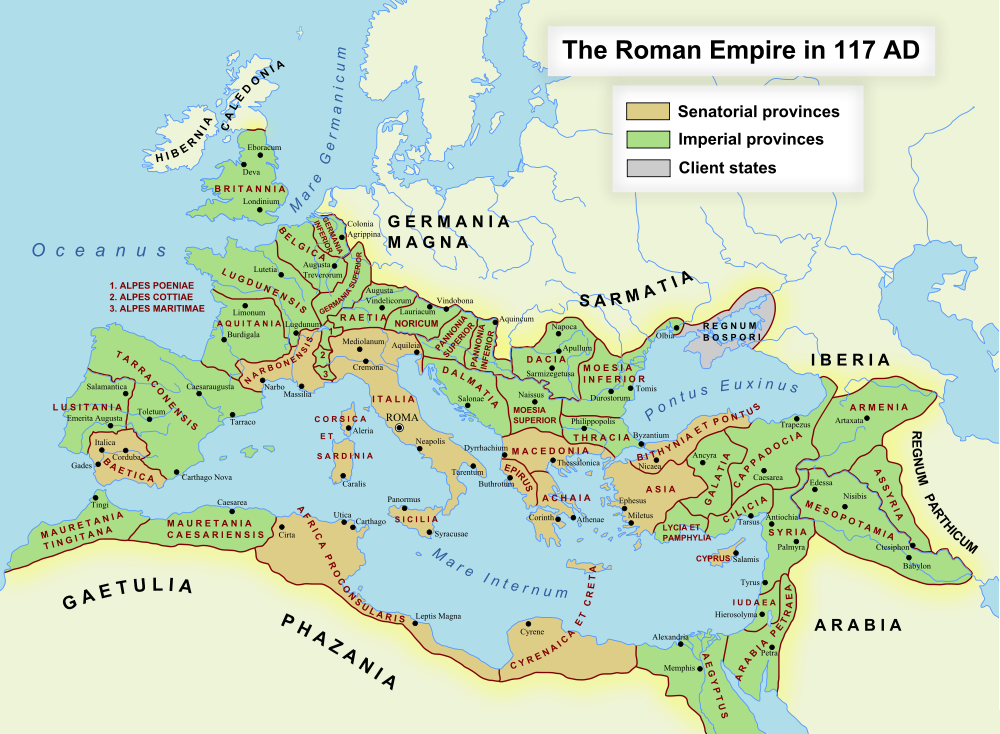 The Roman Empire in 117 AD
Senatorial provinces
Imperial provinces
Client states
HIBERNIA
CALEDONIA
Mare Germanicum
Oceanus
Eboracum
Deva
BRITANNIA
Londinium
GERMANIA
MAGNA
SARMATIA
GERMANIA
INFERIOR
Colonia
Agrippina
BELGICA
Augusta
Treverorum
GERMANIA SUPERIOR
Lutetia
LUGDUNENSIS
1. ALPES POENIAE
2. ALPES COTTIAE
3. ALPES MARITIMAE
Limonum
AQUITANIA
Lugdunum
Burdigala
NARBONENSIS
Narbo
Massilia
1
2
3
Augusta
Vindelicorum
RAETIA
Lauriacum
Vindobona
NORICUM
PANNONIA
SUPERIOR
PANNONIA
INFERIOR
Aquincum
Mediolanum
Aquileia
Cremona
ITALIA
ROMA
Neapolis
Tarentum
DALMATIA
Salonae
Napoca
Apullum
DACIA
Sarmizegetusa
MOESIA
INFERIOR
Tomis
Durostorum
Naissus
MOESIA
SUPERIOR
Philippopolis
THRACIA
Byzantium
Olbia
REGNUM
BOSPORI
Pontus Euxinus
IBERIA
TARRACONENSIS
Salamantica
Caesaraugusta
LUSITANIA
Toletum
Emerita Augusta
Tarraco
Italica
Corduba
Gades
BAETICA
Carthago Nova
CORSICA
Aleria
ET
SARDINIA
Caralis
Dyrrhachium
MACEDONIA
Thessalonica
EPIRUS
Buthrotum
ACHAIA
Corinth
Athenae
Panormus
SICILIA
Syracusae
BITHYNIA ET PONTUS
Nicaea
Trapezus
Ancyra
GALATIA
CAPPADOCIA
Caesarea
ASIA
Ephesus
Miletus
LYCIA ET
PAMPHYLIA
CILICIA
Tarsus
Antiochia
CYPRUS
Salamis
ARMENIA
Artaxata
REGNUM PARTHICUM
ASSYRIA
Edessa
Nisibis
MESOPOTAMIA
Ctesiphon
Babylon
SYRIA
Palmyra
Tyrus
IUDAEA
Hierosolyma
ARABIA PETRAEA
Petra
ARABIA
Tingi
MAURETANIA
TINGITANA
Caesarea
MAURETANIA
CAESARIENSIS
Utica
Carthago
Cirta
AFRICA PROCONSULARIS
Mare Internum
Leptis Magna
GAETULIA
PHAZANIA
Cyrene
CYRENAICA ET CRETA
Alexandria
Memphis
AEGYPTUS